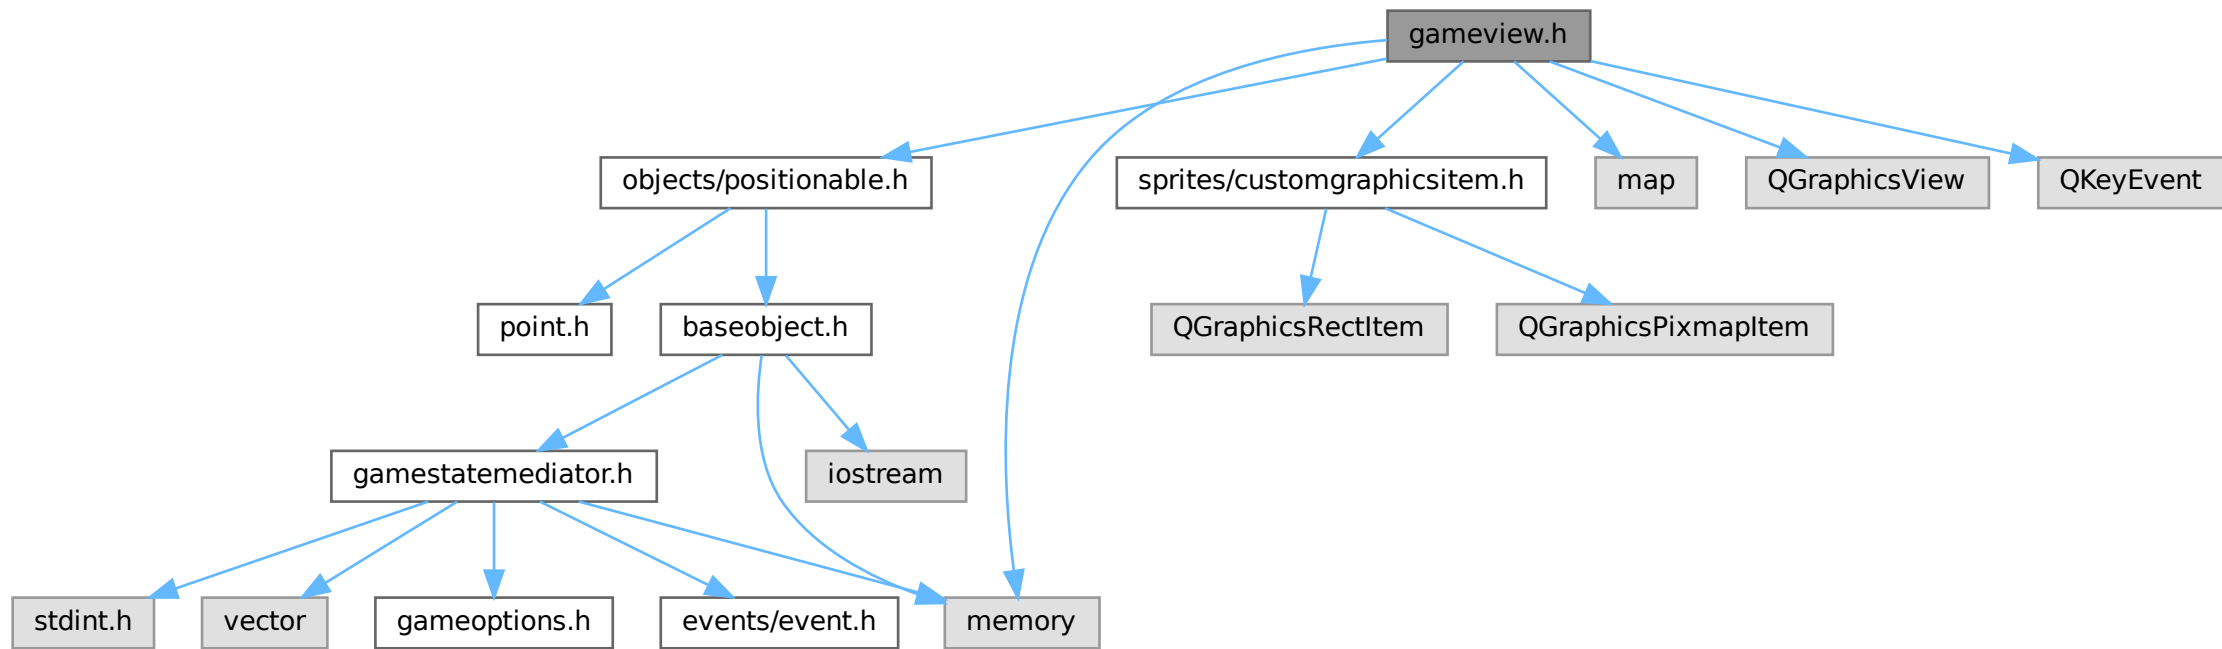 gameview.h
objects/positionable.h
sprites/customgraphicsitem.h
map
QGraphicsView
QKeyEvent
point.h
baseobject.h
QGraphicsRectItem
QGraphicsPixmapItem
gamestatemediator.h
iostream
stdint.h
vector
gameoptions.h
events/event.h
memory